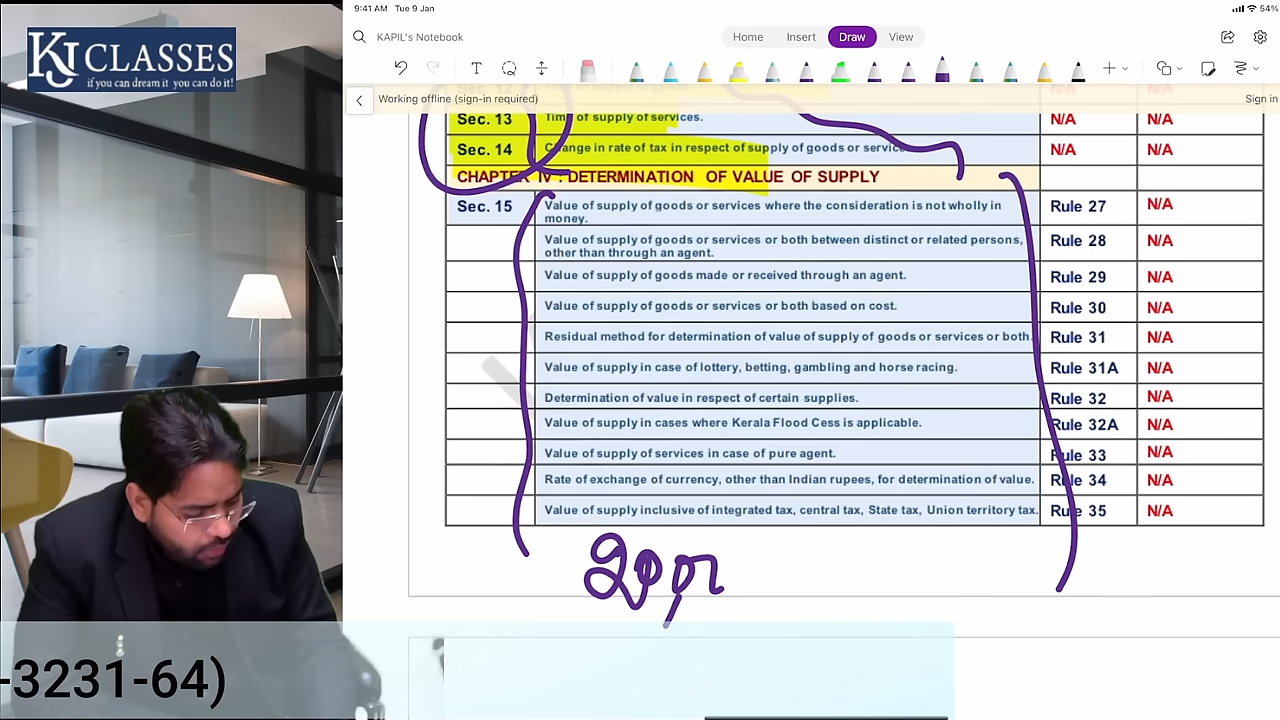 9:41 AM Tue 9 Jan
54%
KJ CLASSES
if you can dream it you can do it!
KAPIL's Notebook
Home Insert Draw View
Working offline (sign-in required)
Sign in
N/A N/A
Sec. 13 Time of supply of services. N/A N/A
Sec. 14 Change in rate of tax in respect of supply of goods or service N/A N/A
CHAPTER IV : DETERMINATION OF VALUE OF SUPPLY
Sec. 15 Value of supply of goods or services where the consideration is not wholly in Rule 27 N/A
money.
Value of supply of goods or services or both between distinct or related persons, Rule 28 N/A
other than through an agent.
Value of supply of goods made or received through an agent. Rule 29 N/A
Value of supply of goods or services or both based on cost. Rule 30 N/A
Residual method for determination of value of supply of goods or services or both. Rule 31 N/A
Value of supply in case of lottery, betting, gambling and horse racing. Rule 31A N/A
Determination of value in respect of certain supplies. Rule 32 N/A
Value of supply in cases where Kerala Flood Cess is applicable. Rule 32A N/A
Value of supply of services in case of pure agent. Rule 33 N/A
Rate of exchange of currency, other than Indian rupees, for determination of value. Rule 34 N/A
Value of supply inclusive of integrated tax, central tax, State tax, Union territory tax. Rule 35 N/A
-3231-64)